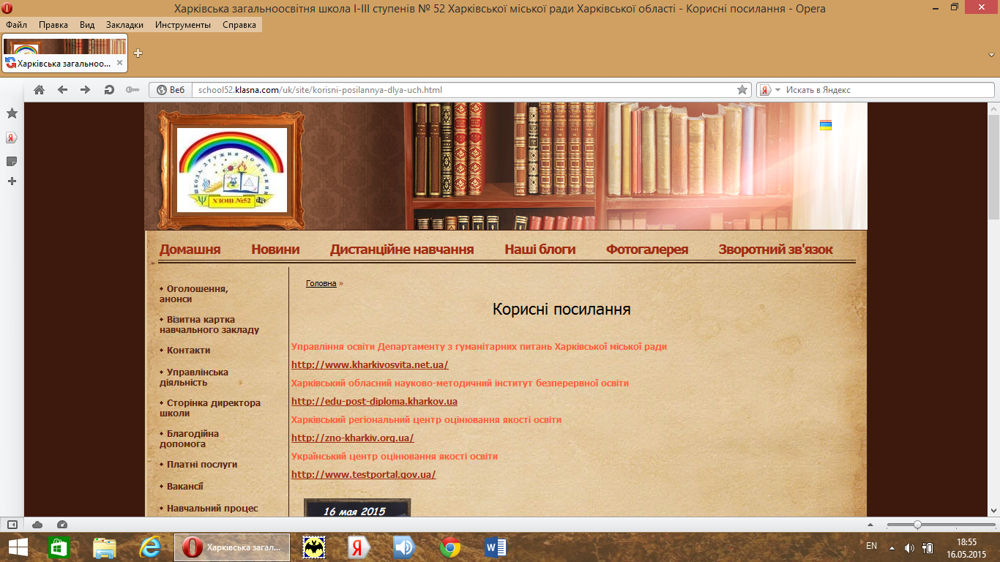 Харківська загальноосвітня школа І-ІІІ ступенів № 52 Харківської міської ради Харківської області - Корисні посилання - Opera
Файл Правка Вид Закладки Инструменты Справка
Харківська загальноо...
Веб school52.klasna.com/uk/site/korisni-posilannya-dlya-uch.html Искать в Яндекс
ШКОЛА ДРУЖНЯ ДО ДИТИНИ
ХЗОШ №52
Домашня Новини Дистанційне навчання Наші блоги Фотогалерея Зворотний зв'язок
Оголошення,
анонси
Візитна картка
навчального закладу
Контакти
Управлінська
діяльність
Сторінка директора
школи
Благодійна
допомога
Платні послуги
Вакансії
Навчальний процес
Головна »
Корисні посилання
Управління освіти Департаменту з гуманітарних питань Харківської міської ради
http://www.kharkivosvita.net.ua/
Харківський обласний науково-методичний інститут безперервної освіти
http://edu-post-diploma.kharkov.ua
Харківський регіональний центр оцінювання якості освіти
http://zno-kharkiv.org.ua/
Український центр оцінювання якості освіти
http://www.testportal.gov.ua/
16 мая 2015
Харківська загал...
EN
18:55
16.05.2015